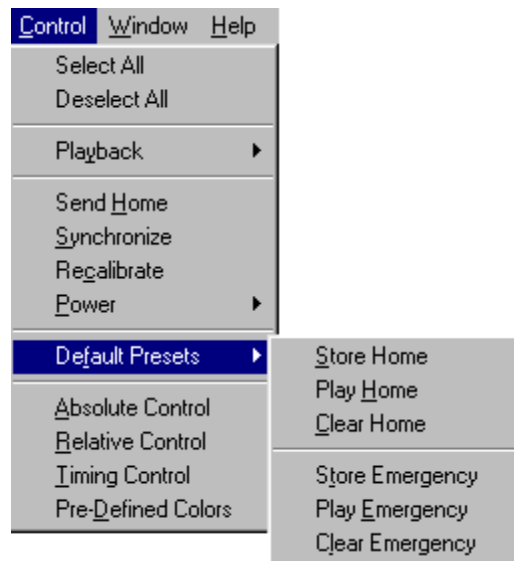 Control Window Help
Select All
Deselect All
Playback
Send Home
Synchronize
Recalibrate
Power
Default Presets
Absolute Control
Relative Control
Timing Control
Pre-Defined Colors
Store Home
Play Home
Clear Home
Store Emergency
Play Emergency
Clear Emergency